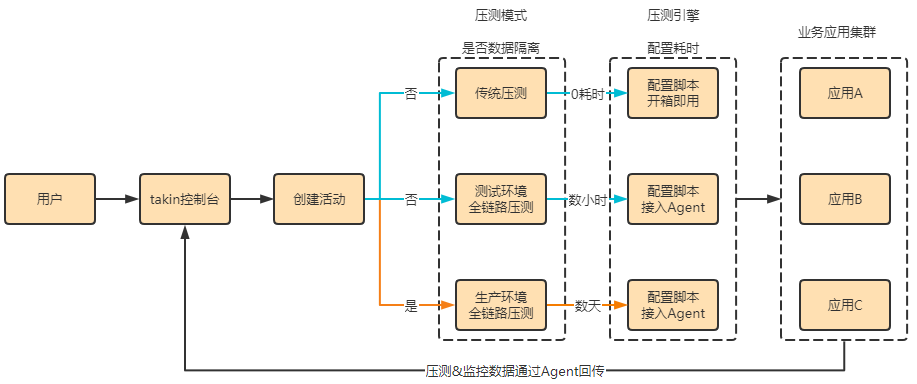 压测模式
压测引擎
业务应用集群
是否数据隔离
配置耗时
否
传统压测
0耗时
配置脚本
开箱即用
应用A
用户
takin控制台
创建活动
否
测试环境
全链路压测
数小时
配置脚本
接入Agent
应用B
是
生产环境
全链路压测
数天
配置脚本
接入Agent
应用C
压测&监控数据通过Agent回传